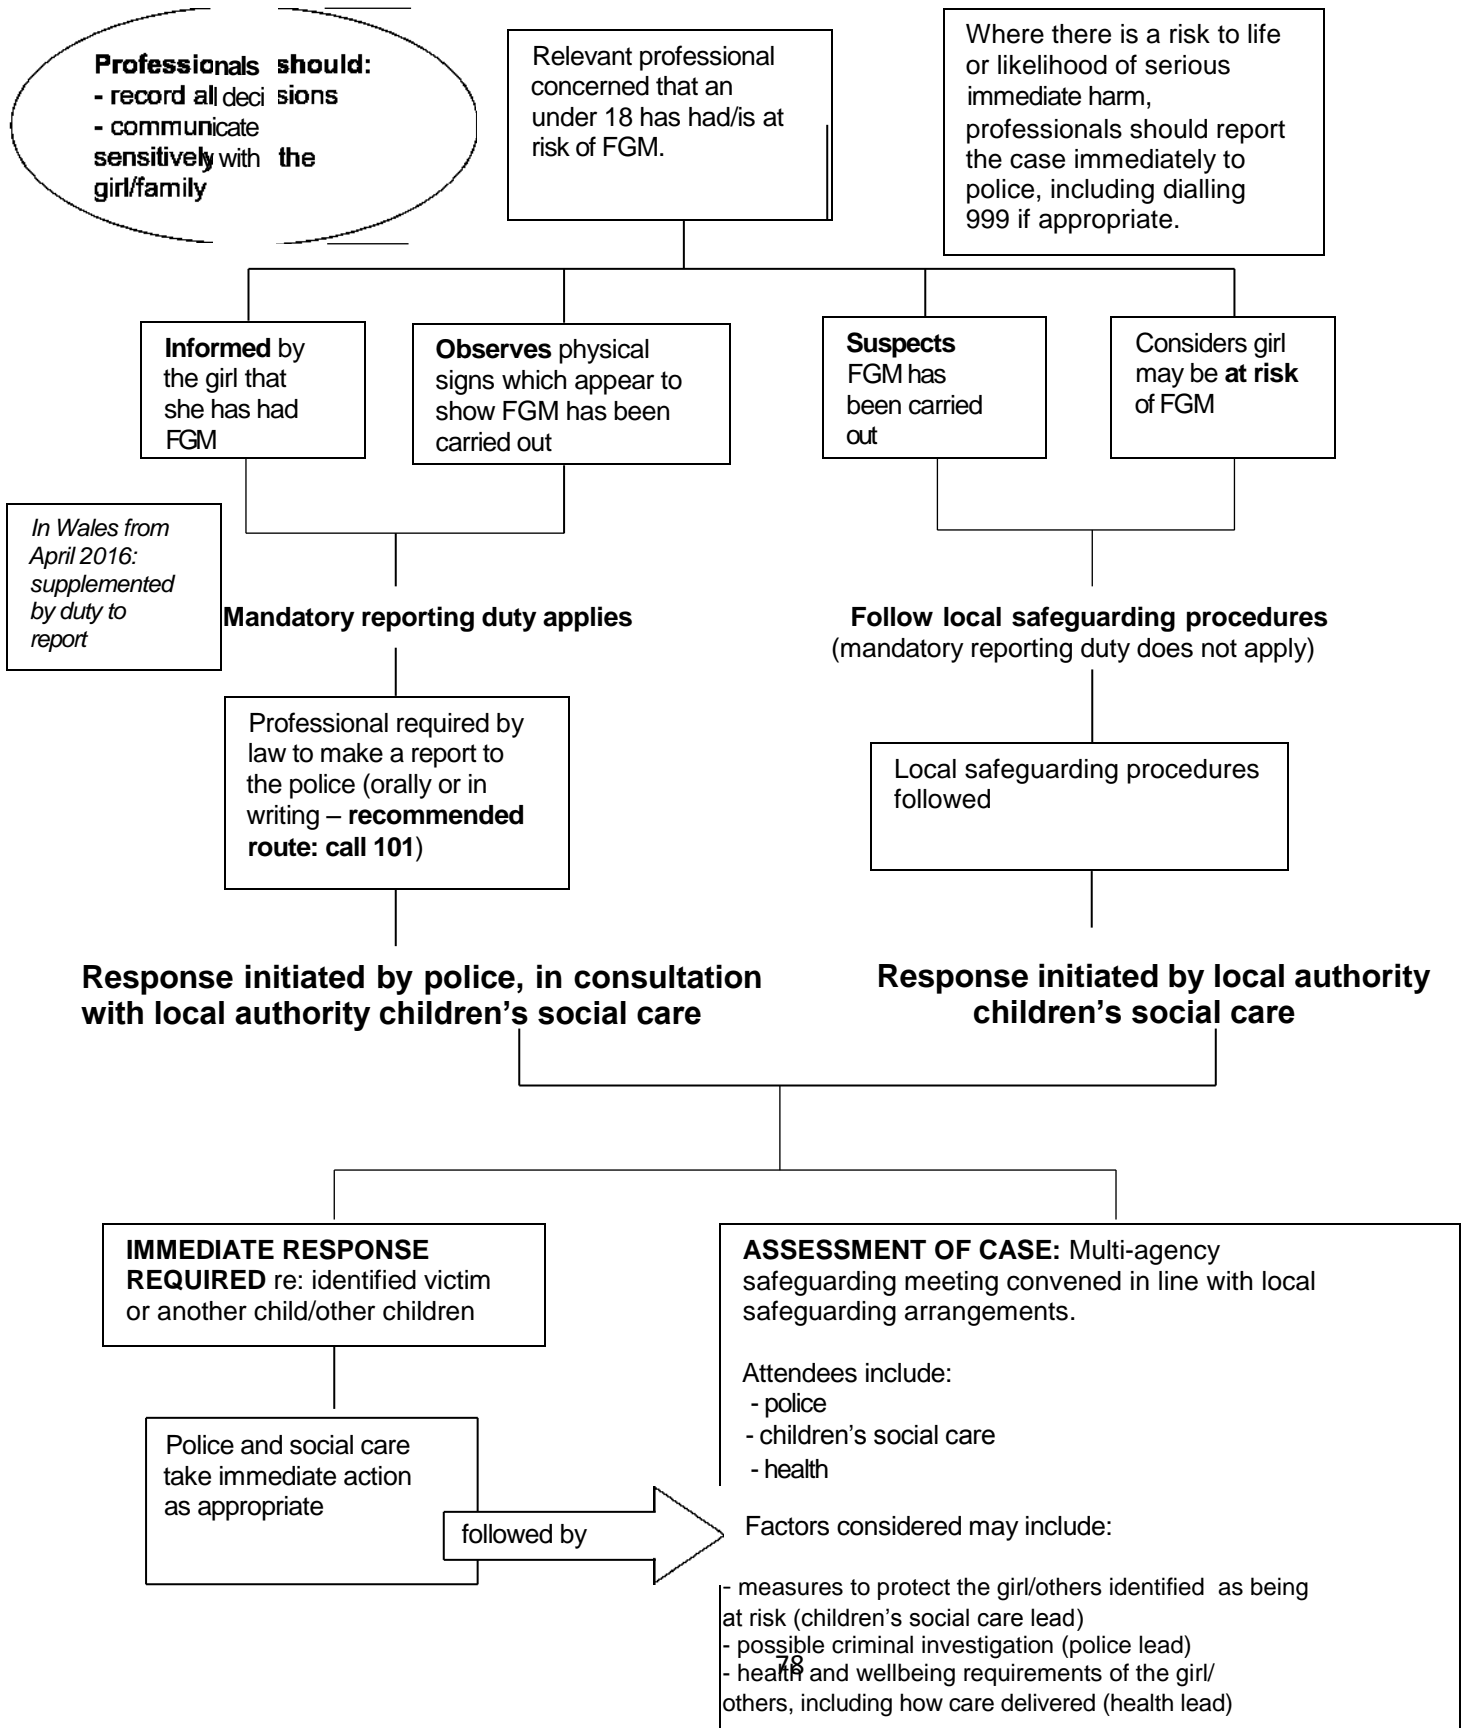 Professionals should:
- record all decisions
- communicate
sensitively with the
girl/family
Relevant professional
concerned that an
under 18 has had/is at
risk of FGM.
Where there is a risk to life
or likelihood of serious
immediate harm,
professionals should report
the case immediately to
police, including dialling
999 if appropriate.
Informed by
the girl that
she has had
FGM
Observes physical
signs which appear to
show FGM has been
carried out
Suspects
FGM has
been carried
out
Considers girl
may be at risk
of FGM
In Wales from
April 2016:
supplemented
by duty to
report
Mandatory reporting duty applies
Follow local safeguarding procedures
(mandatory reporting duty does not apply)
Professional required by
law to make a report to
the police (orally or in
writing – recommended
route: call 101)
Local safeguarding procedures
followed
Response initiated by police, in consultation
with local authority children’s social care
Response initiated by local authority
children’s social care
IMMEDIATE RESPONSE
REQUIRED re: identified victim
or another child/other children
Police and social care
take immediate action
as appropriate
followed by
ASSESSMENT OF CASE: Multi-agency
safeguarding meeting convened in line with local
safeguarding arrangements.
Attendees include:
- police
- children’s social care
- health
Factors considered may include:
- measures to protect the girl/others identified as being
at risk (children’s social care lead)
- possible criminal investigation (police lead)
- health and wellbeing requirements of the girl/
others, including how care delivered (health lead)
78